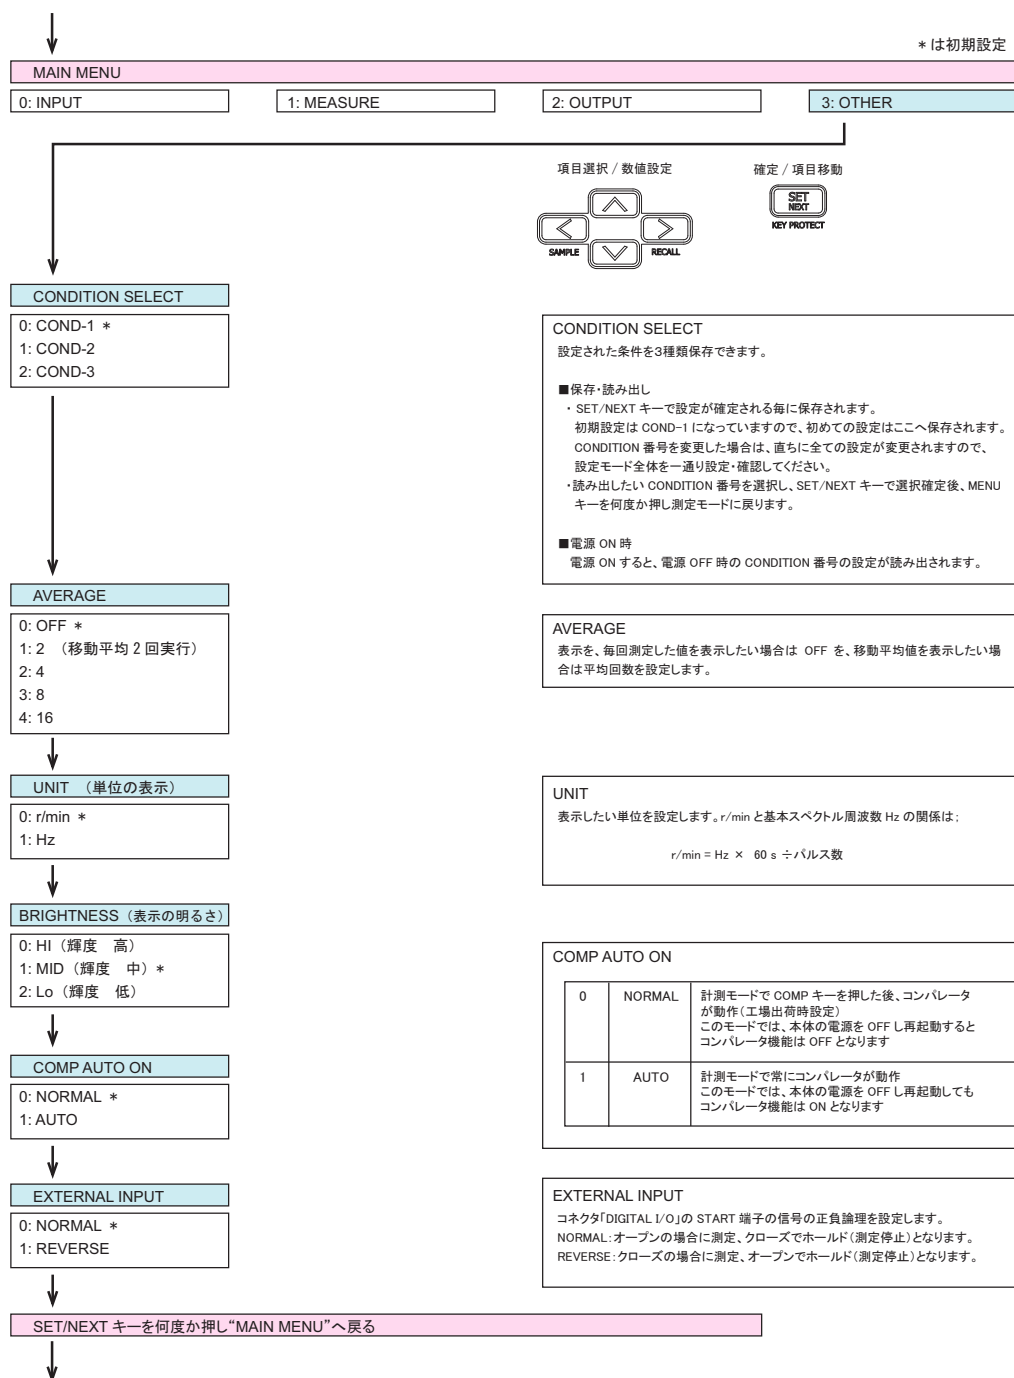 ＊は初期設定
MAIN MENU
0: INPUT
1: MEASURE
2: OUTPUT
3: OTHER
項目選択 / 数値設定
確定 / 項目移動
SET
NEXT
KEY PROTECT
SAMPLE
RECALL
CONDITION SELECT
0: COND-1 ＊
1: COND-2
2: COND-3
CONDITION SELECT
設定された条件を3種類保存できます。
■保存・読み出し
・ SET/NEXT キーで設定が確定される毎に保存されます。
初期設定は COND-1 になっていますので、初めての設定はここへ保存されます。
CONDITION 番号を変更した場合は、直ちに全ての設定が変更されますので、
設定モード全体を一通り設定・確認してください。
・読み出したい CONDITION 番号を選択し、SET/NEXT キーで選択確定後、MENU
キーを何度か押し測定モードに戻ります。
■電源 ON 時
電源 ON すると、電源 OFF 時の CONDITION 番号の設定が読み出されます。
AVERAGE
0: OFF ＊
1: 2 （移動平均 2 回実行）
2: 4
3: 8
4: 16
AVERAGE
表示を、毎回測定した値を表示したい場合は OFF を、移動平均値を表示したい場
合は平均回数を設定します。
UNIT （単位の表示）
0: r/min ＊
1: Hz
UNIT
表示したい単位を設定します。r/min と基本スペクトル周波数 Hz の関係は；
r/min = Hz × 60 s ÷パルス数
BRIGHTNESS（表示の明るさ）
0: HI（輝度　高）
1: MID（輝度　中）＊
2: Lo（輝度　低）
COMP AUTO ON
0 NORMAL 計測モードで COMP キーを押した後、コンパレータ
が動作（工場出荷時設定）
このモードでは、本体の電源を OFF し再起動すると
コンパレータ機能は OFF となります
1 AUTO 計測モードで常にコンパレータが動作
このモードでは、本体の電源を OFF し再起動しても
コンパレータ機能は ON となります
COMP AUTO ON
0: NORMAL ＊
1: AUTO
EXTERNAL INPUT
0: NORMAL ＊
1: REVERSE
EXTERNAL INPUT
コネクタ「DIGITAL I/O」の START 端子の信号の正負論理を設定します。
NORMAL：オープンの場合に測定、クローズでホールド（測定停止）となります。
REVERSE：クローズの場合に測定、オープンでホールド（測定停止）となります。
SET/NEXT キーを何度か押し“MAIN MENU”へ戻る